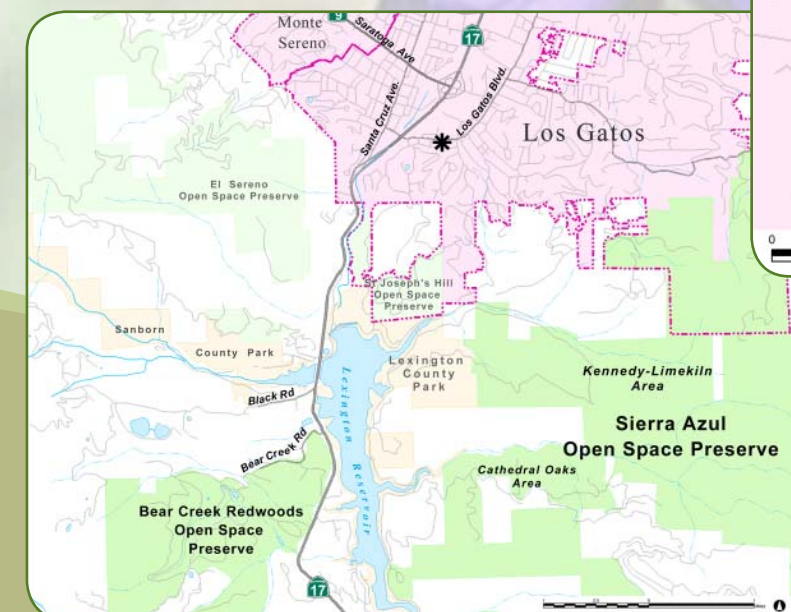 Monte
Sereno
9
Saratoga Ave
17
Santa Cruz Ave.
Los Gatos Blvd.
Los Gatos
El Sereno
Open Space Preserve
St Joseph's Hill
Open Space
Preserve
Sanborn
County Park
Lexington
County
Park
Black Rd
Lexington Reservoir
Bear Creek Rd
Kennedy-Limekiln
Area
Sierra Azul
Open Space Preserve
Cathedral Oaks
Area
Bear Creek Redwoods
Open Space
Preserve
17
0